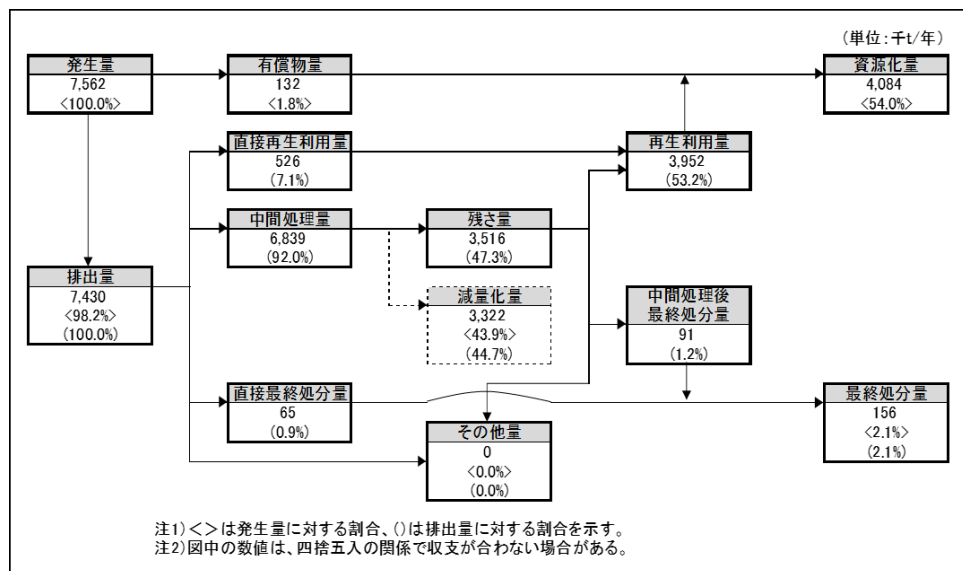 (単位:千t/年)
発生量
7,562
<100.0%>
有償物量
132
<1.8%>
資源化量
4,084
<54.0%>
直接再生利用量
526
(7.1%)
再生利用量
3,952
(53.2%)
中間処理量
6,839
(92.0%)
残さ量
3,516
(47.3%)
排出量
7,430
<98.2%>
(100.0%)
減量化量
3,322
<43.9%>
(44.7%)
中間処理後
最終処分量
91
(1.2%)
直接最終処分量
65
(0.9%)
その他量
0
<0.0%>
(0.0%)
最終処分量
156
<2.1%>
(2.1%)
注1)<>は発生量に対する割合、()は排出量に対する割合を示す。
注2)図中の数値は、四捨五入の関係で収支が合わない場合がある。